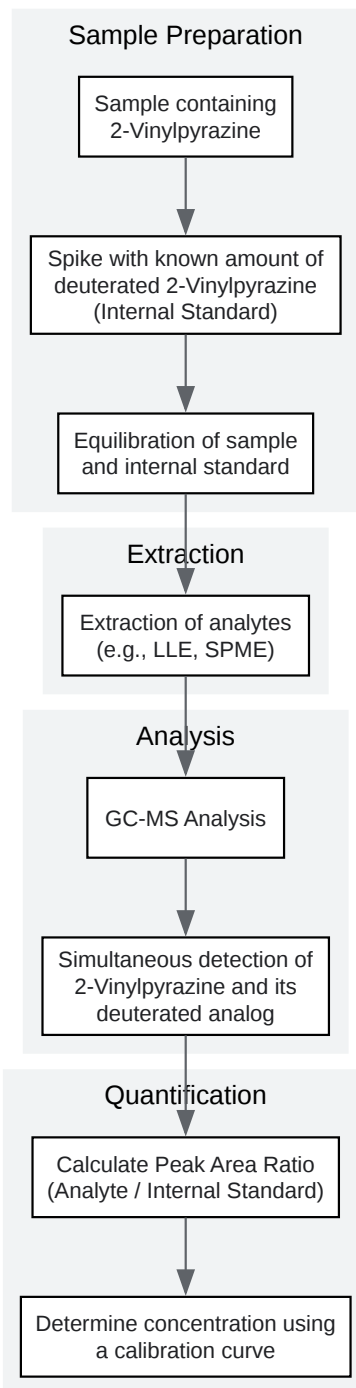 Sample Preparation
Sample containing
2-Vinylpyrazine
Spike with known amount of
deuterated 2-Vinylpyrazine
(Internal Standard)
Equilibration of sample
and internal standard
Extraction
Extraction of analytes
(e.g., LLE, SPME)
Analysis
GC-MS Analysis
Simultaneous detection of
2-Vinylpyrazine and its
deuterated analog
Quantification
Calculate Peak Area Ratio
(Analyte / Internal Standard)
Determine concentration using
a calibration curve